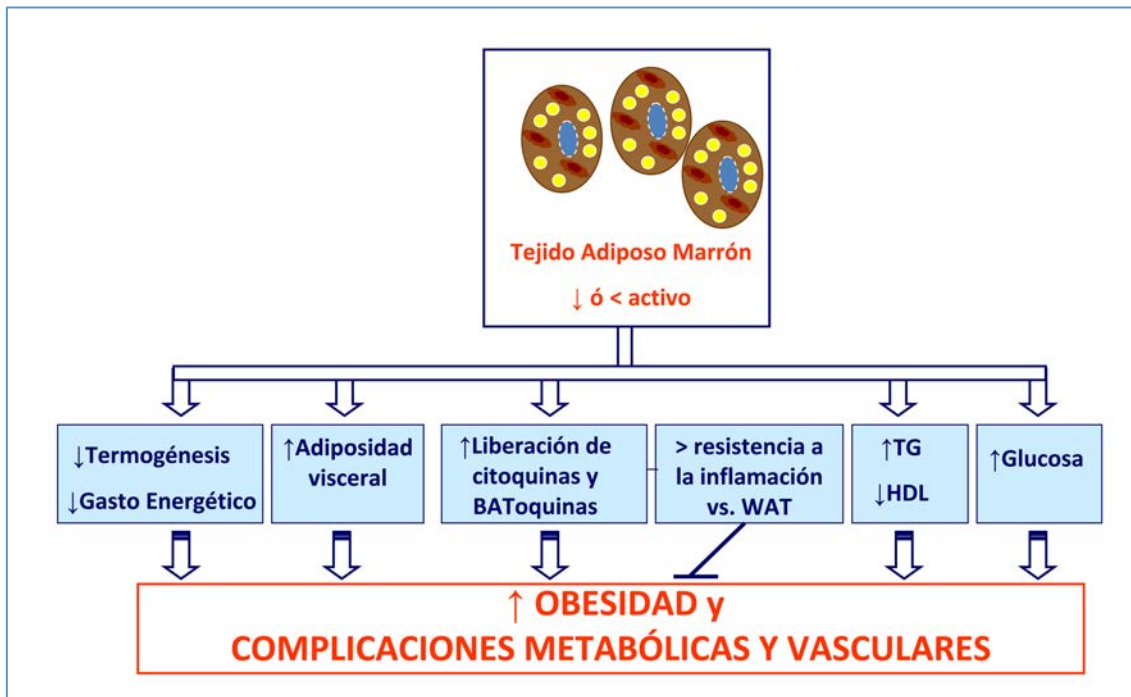 Tejido Adiposo Marrón
↓ ó < activo
↓Termogénesis
↓Gasto Energético
↑Adiposidad
visceral
↑Liberación de
citoquinas y
BAToquinas
> resistencia a
la inflamación
vs. WAT
↑TG
↓HDL
↑Glucosa
↑ OBESIDAD y
COMPLICACIONES METABÓLICAS Y VASCULARES